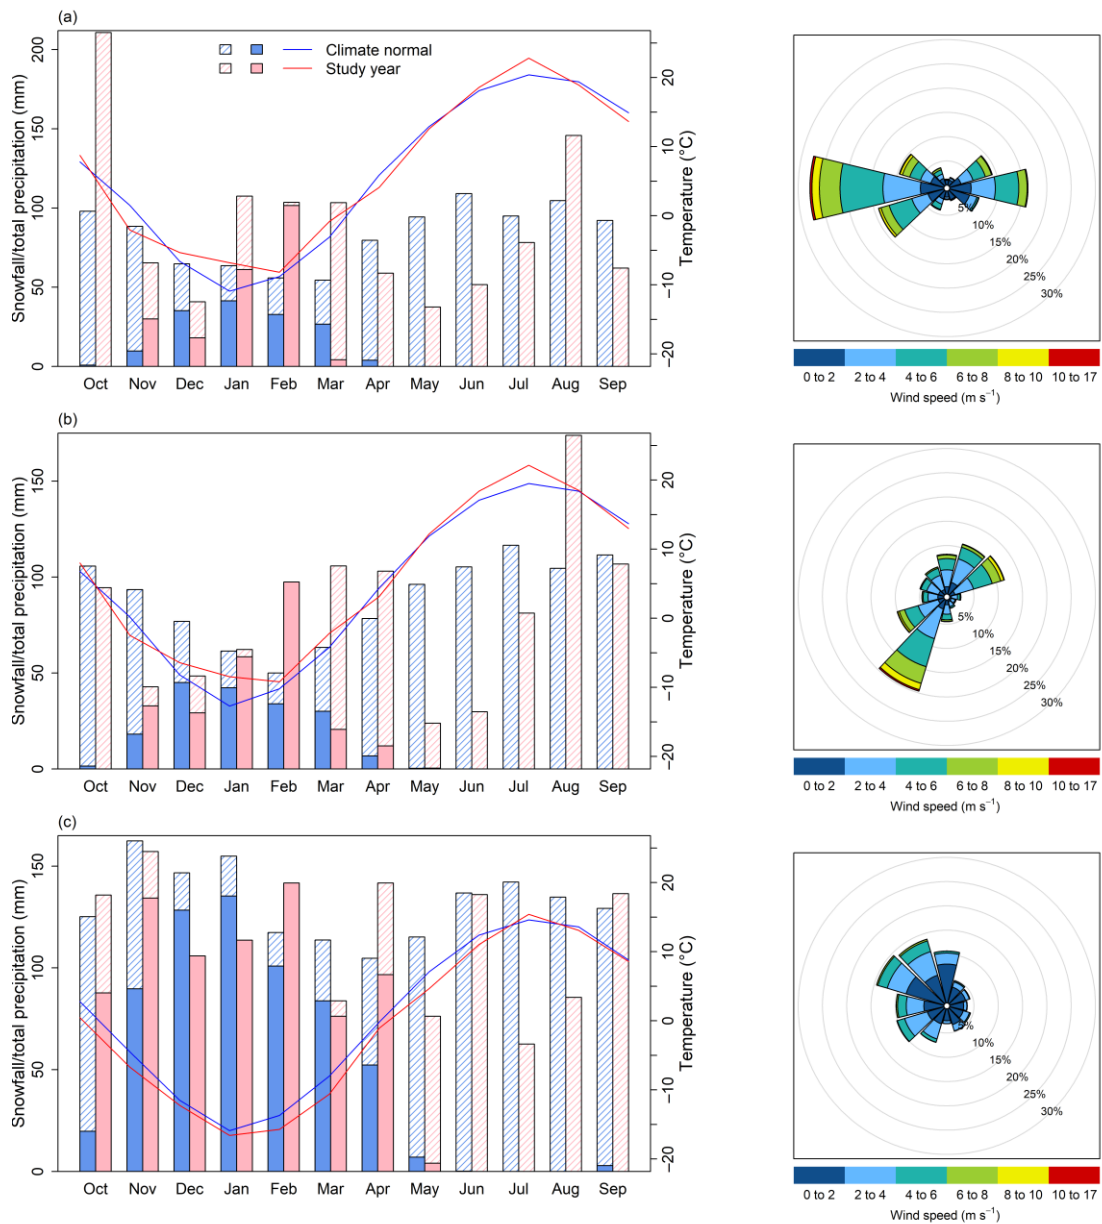 (a)
Snowfall/total precipitation (mm)
0 50 100 150 200
Climate normal
Study year
−20 −10 0 10 20
Temperature (°C)
Oct Nov Dec Jan Feb Mar Apr May Jun Jul Aug Sep
5%
10%
15%
20%
25%
30%
0 to 2 2 to 4 4 to 6 6 to 8 8 to 10 10 to 17
Wind speed (m s⁻¹)
(b)
Snowfall/total precipitation (mm)
0 50 100 150
−20 −10 0 10 20
Temperature (°C)
Oct Nov Dec Jan Feb Mar Apr May Jun Jul Aug Sep
5%
10%
15%
20%
25%
30%
0 to 2 2 to 4 4 to 6 6 to 8 8 to 10 10 to 17
Wind speed (m s⁻¹)
(c)
Snowfall/total precipitation (mm)
0 50 100 150
−20 −10 0 10 20
Temperature (°C)
Oct Nov Dec Jan Feb Mar Apr May Jun Jul Aug Sep
5%
10%
15%
20%
25%
30%
0 to 2 2 to 4 4 to 6 6 to 8 8 to 10 10 to 17
Wind speed (m s⁻¹)